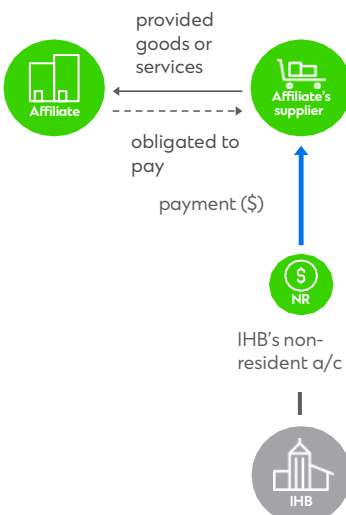 provided
goods or
services
Affiliate
Affiliate's
supplier
obligated to
pay
payment ($)
$
NR
IHB's non-
resident a/c
IHB